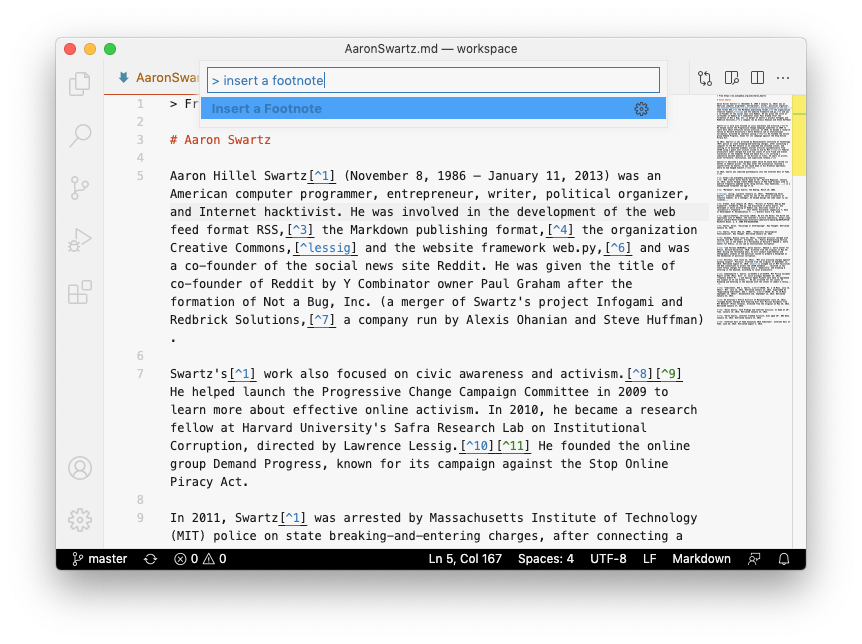 AaronSwartz.md — workspace
AaronSwar
> insert a footnote
Insert a Footnote
1 > Fr
2
3 # Aaron Swartz
4
5 Aaron Hillel Swartz[^1] (November 8, 1986 – January 11, 2013) was an
American computer programmer, entrepreneur, writer, political organizer,
and Internet hacktivist. He was involved in the development of the web
feed format RSS,[^3] the Markdown publishing format,[^4] the organization
Creative Commons,[^lessig] and the website framework web.py,[^6] and was
a co-founder of the social news site Reddit. He was given the title of
co-founder of Reddit by Y Combinator owner Paul Graham after the
formation of Not a Bug, Inc. (a merger of Swartz's project Infogami and
Redbrick Solutions,[^7] a company run by Alexis Ohanian and Steve Huffman)
.
6
7 Swartz's[^1] work also focused on civic awareness and activism.[^8][^9]
He helped launch the Progressive Change Campaign Committee in 2009 to
learn more about effective online activism. In 2010, he became a research
fellow at Harvard University's Safra Research Lab on Institutional
Corruption, directed by Lawrence Lessig.[^10][^11] He founded the online
group Demand Progress, known for its campaign against the Stop Online
Piracy Act.
8
9 In 2011, Swartz[^1] was arrested by Massachusetts Institute of Technology
(MIT) police on state breaking-and-entering charges, after connecting a
master 0 0 Ln 5, Col 167 Spaces: 4 UTF-8 LF Markdown